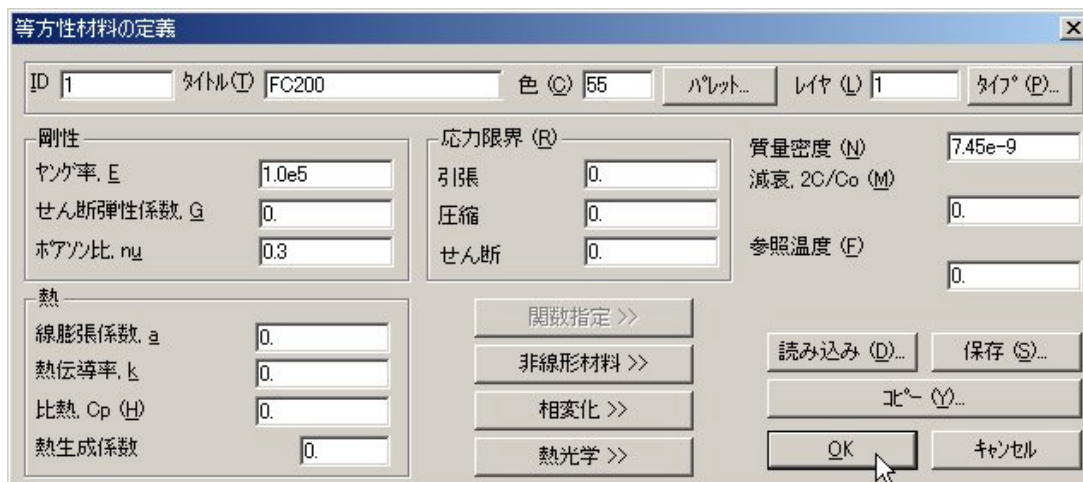 等方性材料の定義
ID 1 タイトル(T) FC200 色 (C) 55 パレット... レイヤ (L) 1 タイプ (P)...
剛性
ヤング率, E 1.0e5
せん断弾性係数, G 0.
ポアソン比, nu 0.3
応力限界 (R)
引張 0.
圧縮 0.
せん断 0.
質量密度 (N) 7.45e-9
減衰, 2C/Co (M)
0.
参照温度 (F)
0.
熱
線膨張係数, a 0.
熱伝導率, k 0.
比熱, Cp (H) 0.
熱生成係数 0.
関数指定 >>
非線形材料 >>
相変化 >>
熱光学 >>
読み込み (D)... 保存 (S)...
コピー (Y)...
OK キャンセル